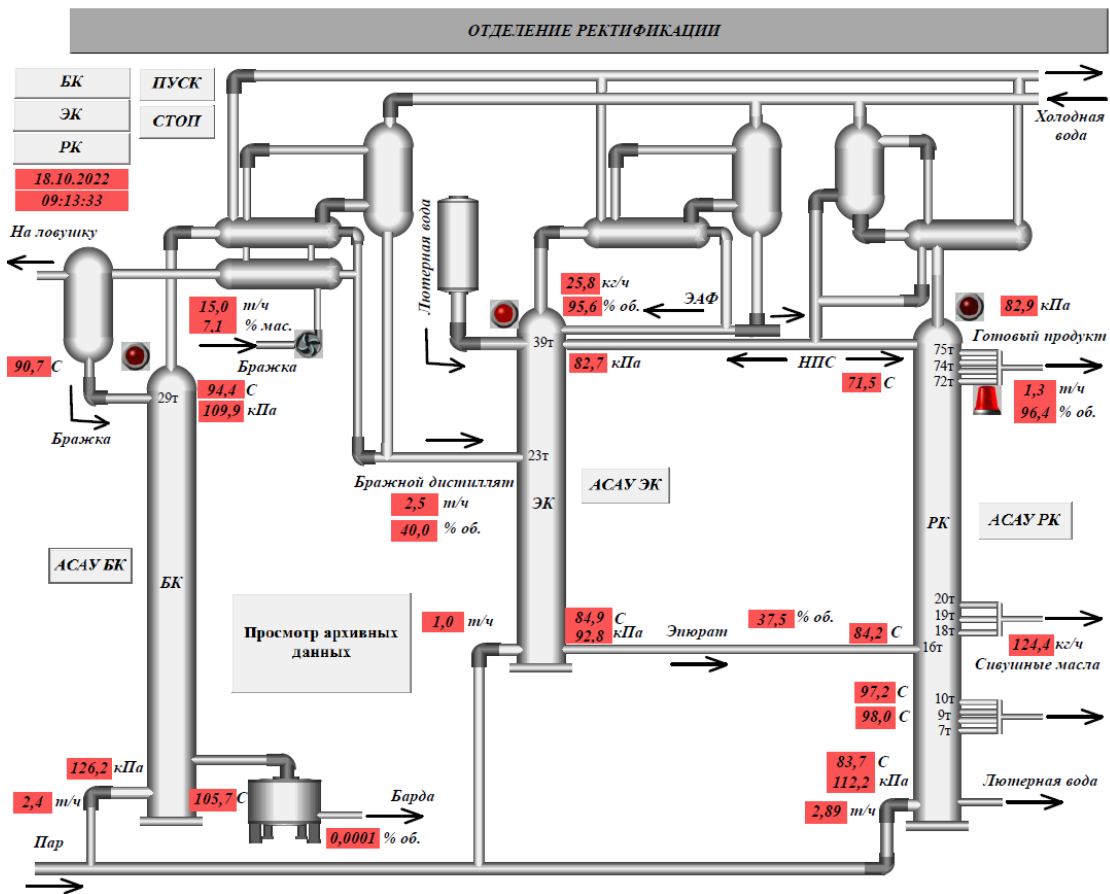 ОТДЕЛЕНИЕ РЕКТИФИКАЦИИ
БК
ПУСК
ЭК
СТОП
РК
18.10.2022
09:13:33
Холодная
вода
На ловушку
90,7 С
Бражка
29т
94,4 С
109,9 кПа
15,0 т/ч
7,1 % мас.
Бражка
Лютерная вода
25,8 кг/ч
95,6 % об.
ЭАФ
39т
82,7 кПа
НПС
71,5 С
82,9 кПа
Готовый продукт
75т
74т
72т
1,3 т/ч
96,4 % об.
23т
Бражной дистиллят
2,5 т/ч
40,0 % об.
ЭК
АСАУ ЭК
РК
АСАУ РК
АСАУ БК
БК
Просмотр архивных
данных
1,0 т/ч
84,9 С
92,8 кПа
Эпюрат
37,5 % об.
84,2 С
20т
19т
18т
16т
124,4 кг/ч
Сивушные масла
97,2 С
98,0 С
10т
9т
7т
126,2 кПа
2,4 т/ч
Пар
105,7 С
Барда
0,0001 % об.
83,7 С
112,2 кПа
2,89 т/ч
Лютерная вода